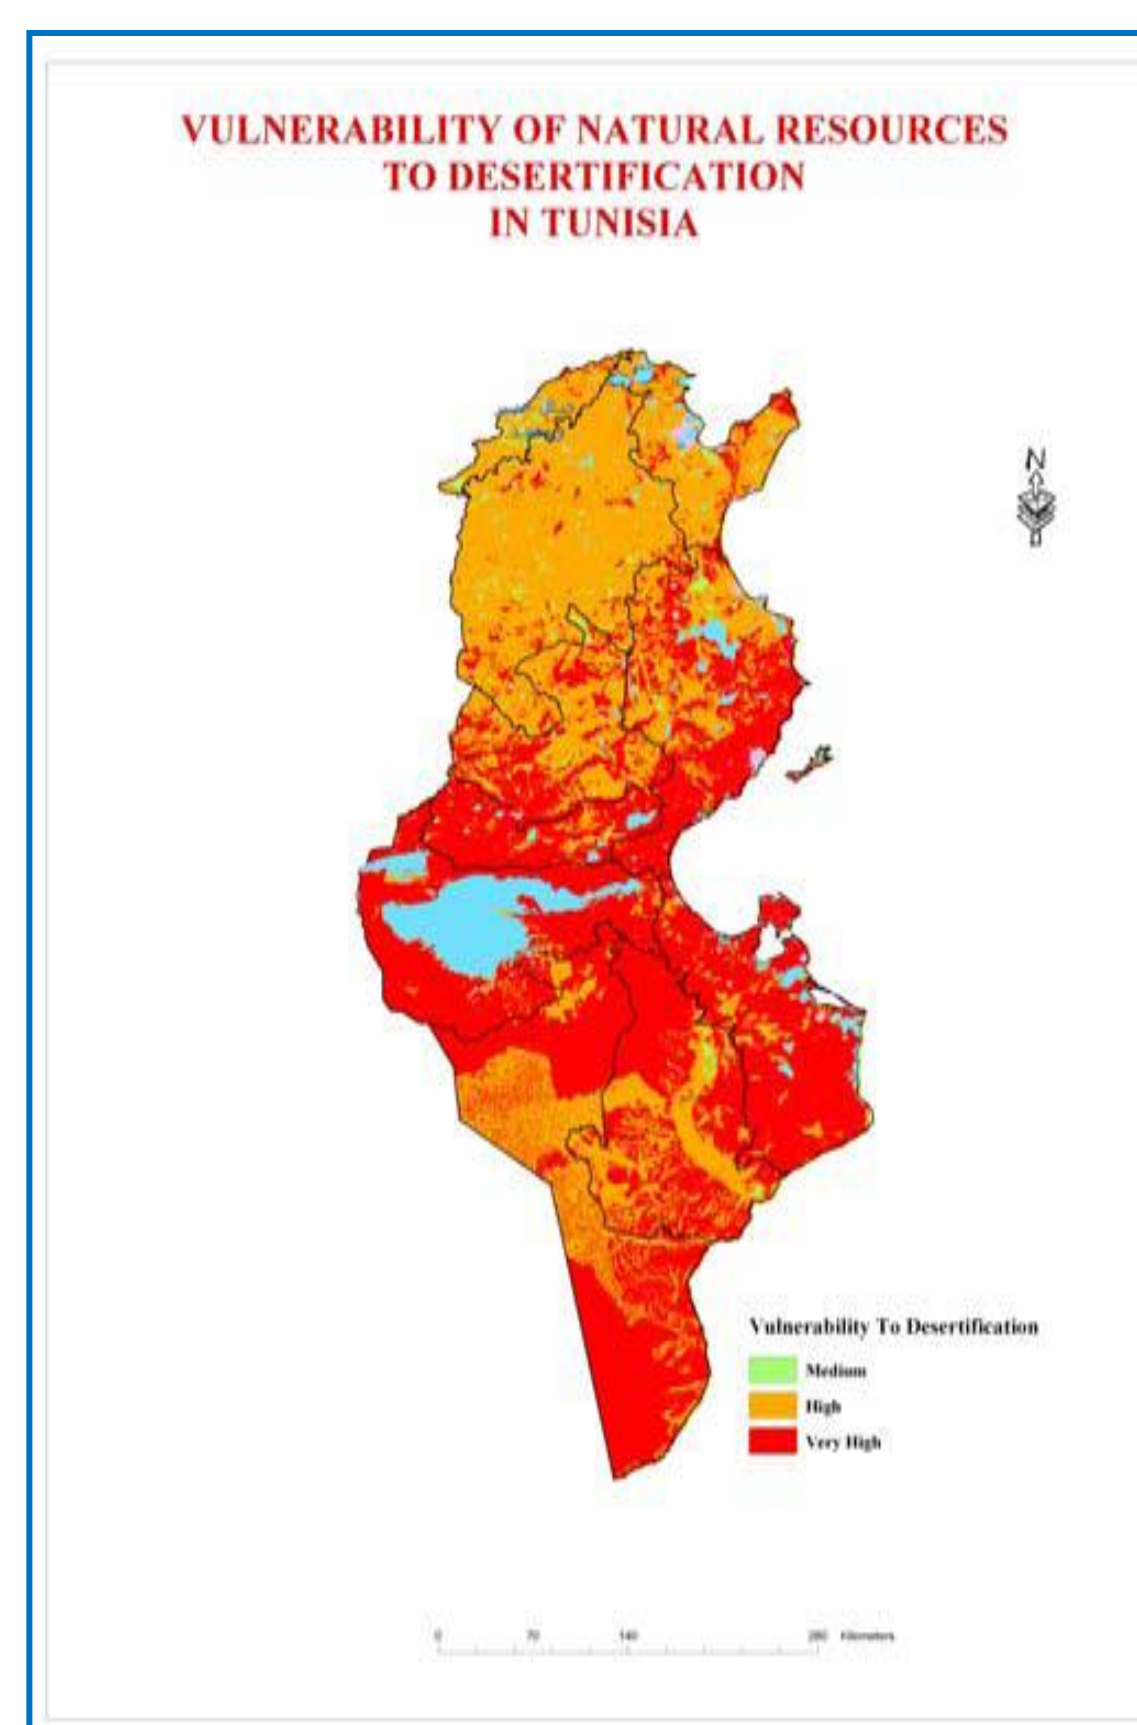 VULNERABILITY OF NATURAL RESOURCES
TO DESERTIFICATION
IN TUNISIA
N
Vulnerability To Desertification
Medium
High
Very High
0 70 140 280 Kilometers